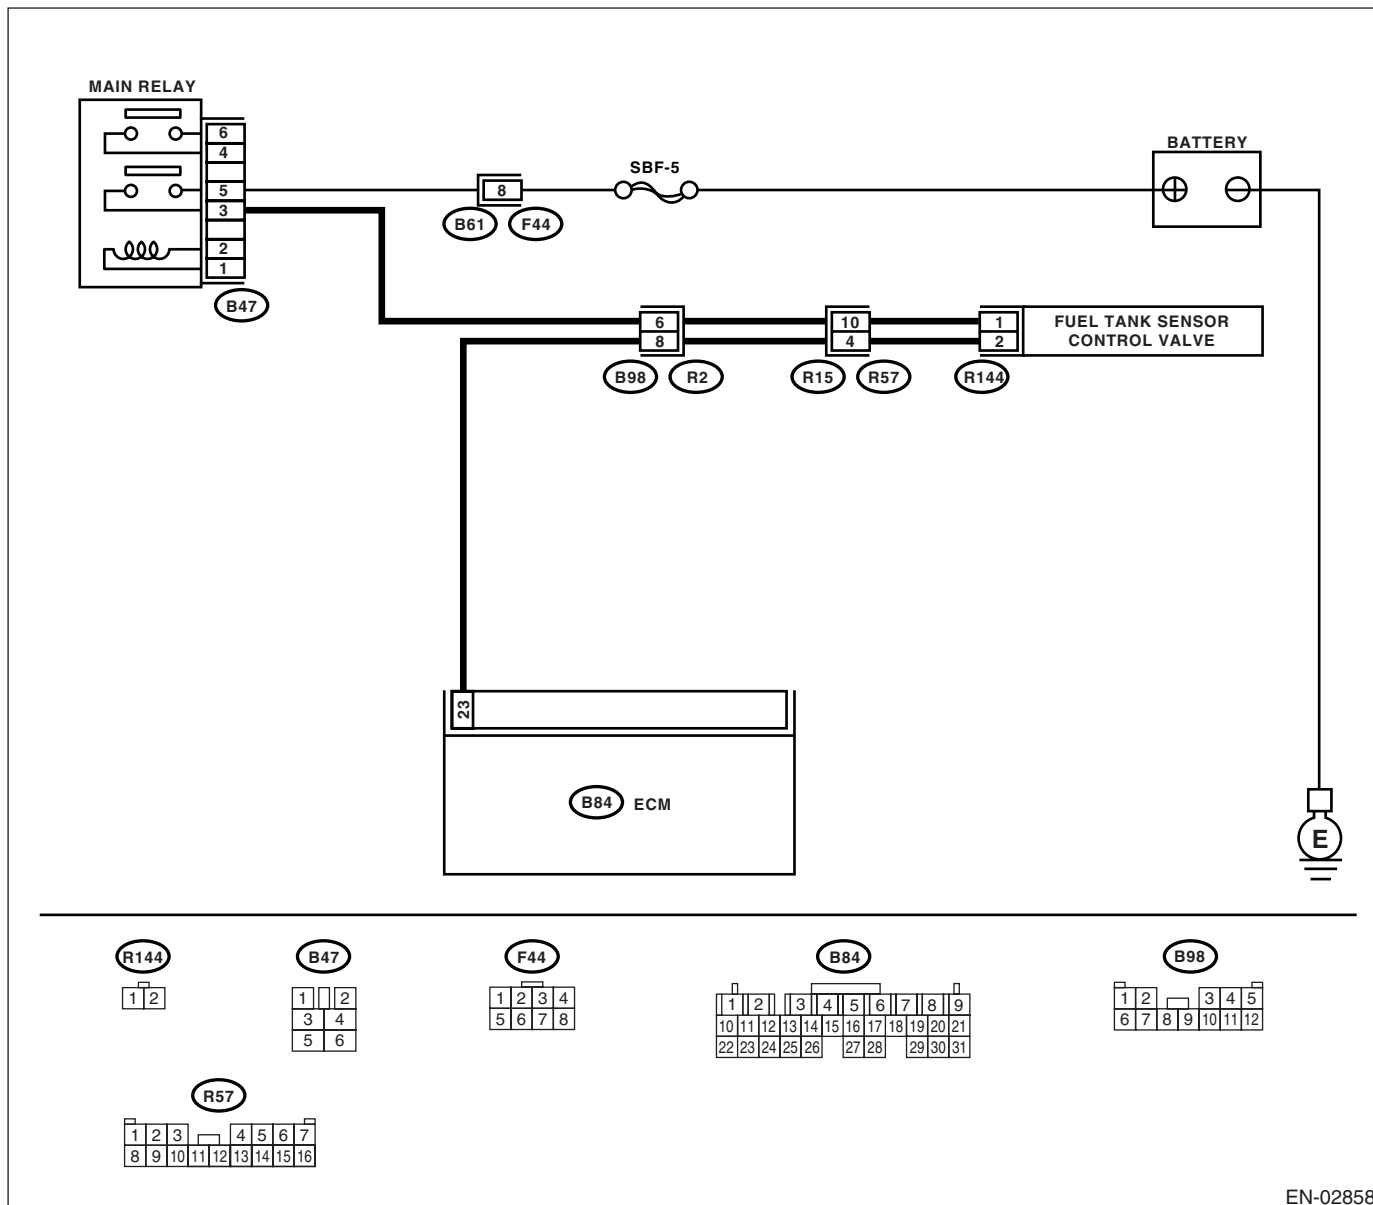 MAIN RELAY
6
4
5
3
2
1
B47
8
B61 F44
SBF-5
BATTERY
6
8
B98 R2
10
4
R15 R57
1
2
R144
FUEL TANK SENSOR
CONTROL VALVE
23
B84 ECM
E
R144
1 2
B47
1 2
3 4
5 6
F44
1 2 3 4
5 6 7 8
B84
1 2 3 4 5 6 7 8 9
10 11 12 13 14 15 16 17 18 19 20 21
22 23 24 25 26 27 28 29 30 31
B98
1 2 3 4 5
6 7 8 9 10 11 12
R57
1 2 3 4 5 6 7
8 9 10 11 12 13 14 15 16
EN-02858